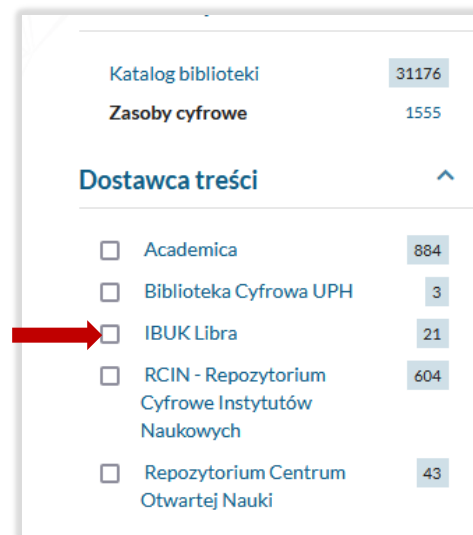 Katalog biblioteki 31176
Zasoby cyfrowe 1555
Dostawca treści
Academica 884
Biblioteka Cyfrowa UPH 3
IBUK Libra 21
RCIN - Repozytorium 604
Cyfrowe Instytutów
Naukowych
Repozytorium Centrum 43
Otwartej Nauki